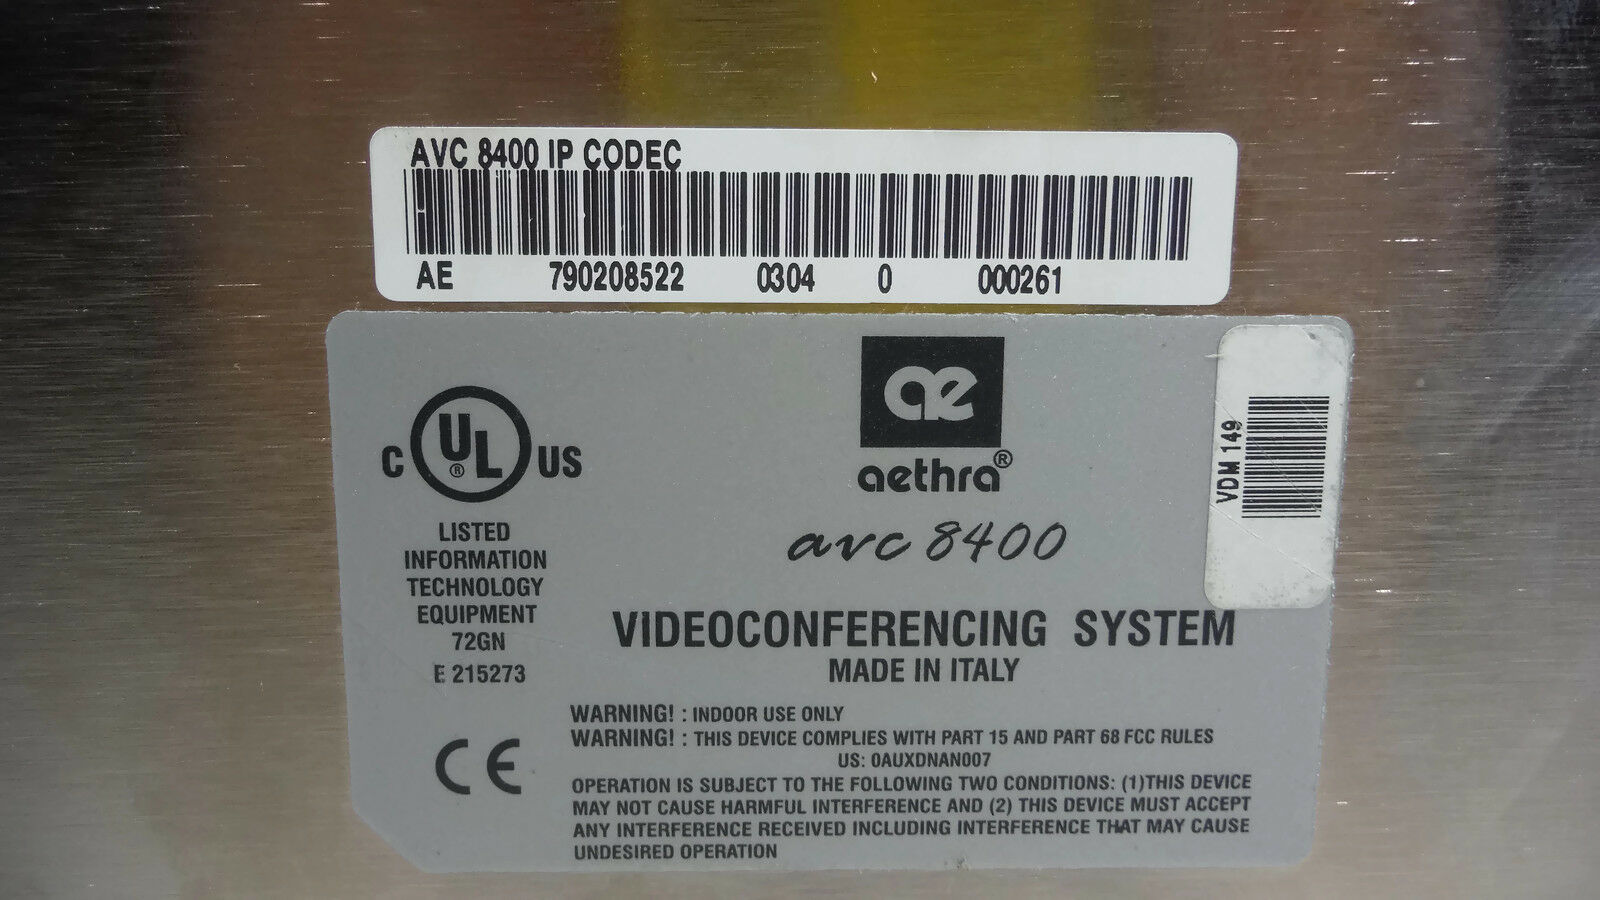 AVC 8400 IP CODEC
AE 790208522 0304 0 000261
C UL ® US
LISTED
INFORMATION
TECHNOLOGY
EQUIPMENT
72GN
E 215273
CE
ae
aethra®
avc 8400
VDM 149
VIDEOCONFERENCING SYSTEM
MADE IN ITALY
WARNING! : INDOOR USE ONLY
WARNING! : THIS DEVICE COMPLIES WITH PART 15 AND PART 68 FCC RULES
US: 0AUXDNAN007
OPERATION IS SUBJECT TO THE FOLLOWING TWO CONDITIONS: (1)THIS DEVICE
MAY NOT CAUSE HARMFUL INTERFERENCE AND (2) THIS DEVICE MUST ACCEPT
ANY INTERFERENCE RECEIVED INCLUDING INTERFERENCE THAT MAY CAUSE
UNDESIRED OPERATION